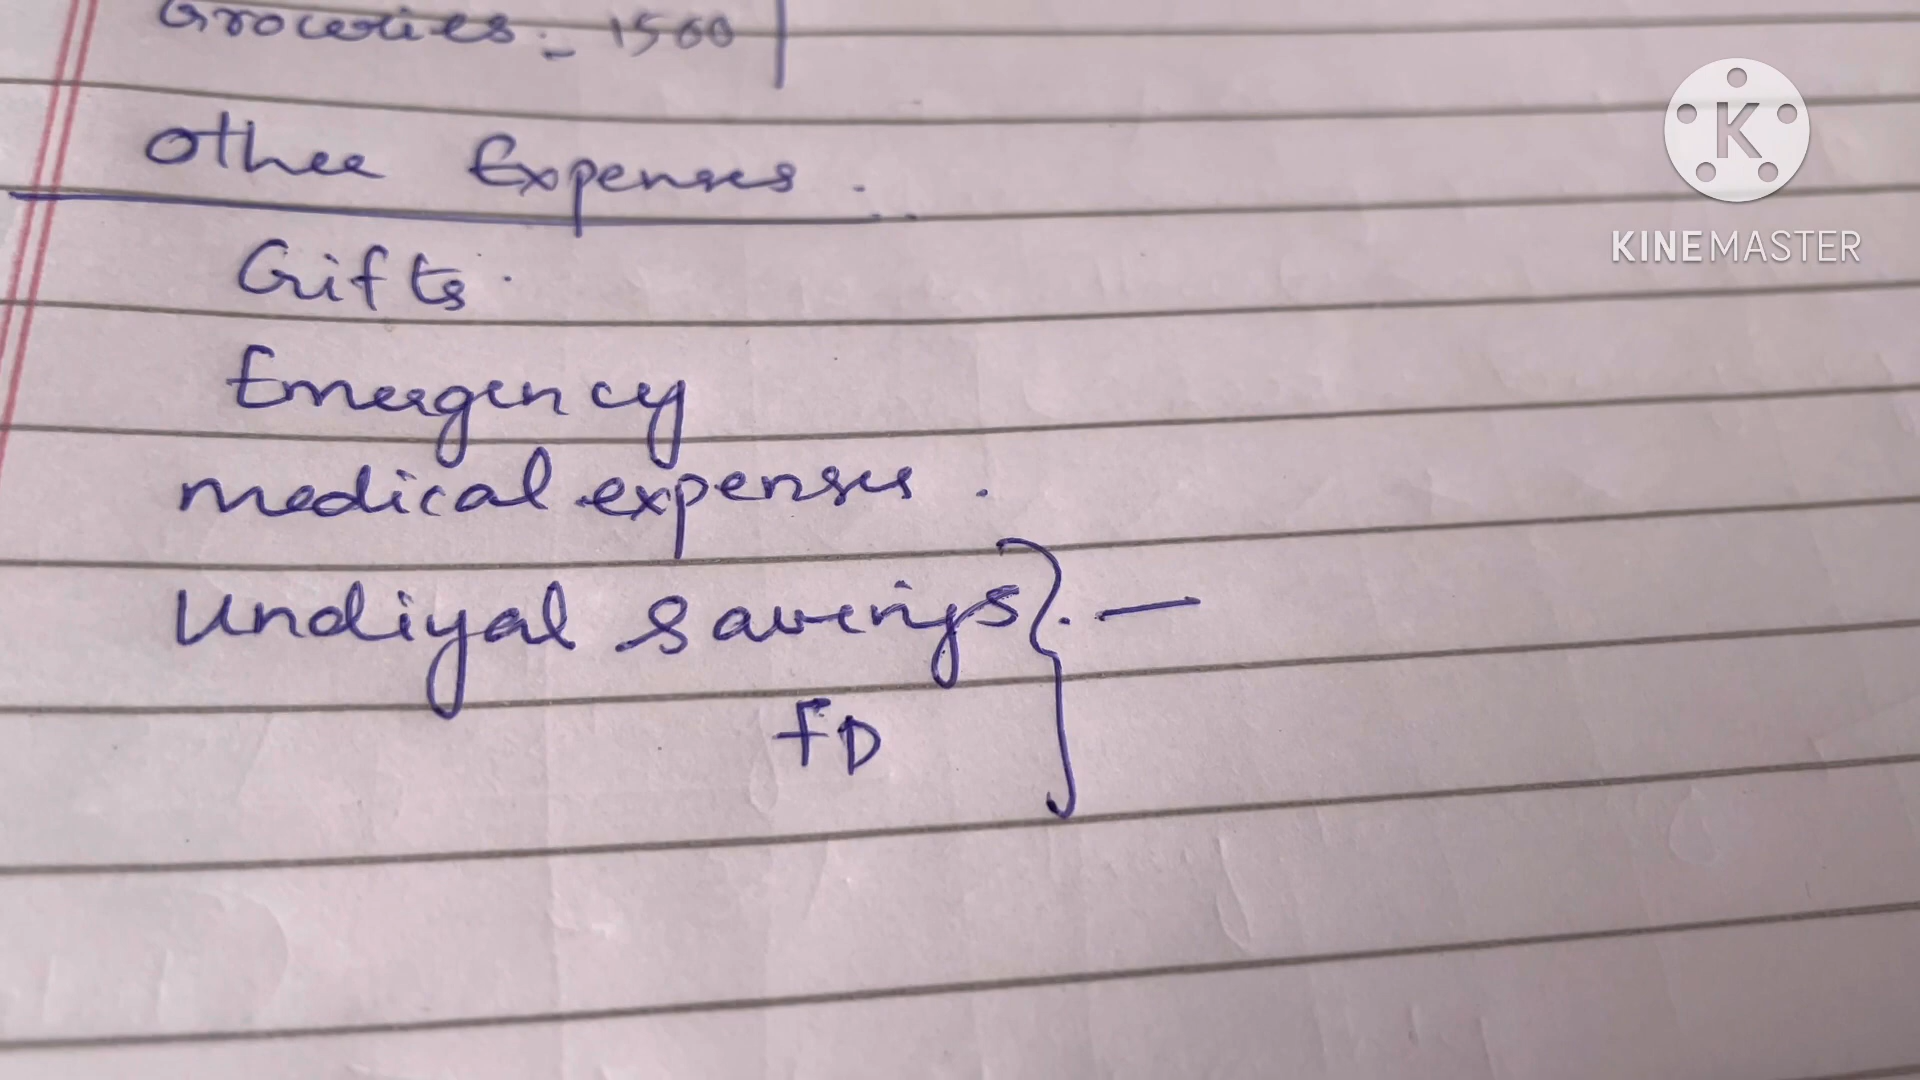 Groceries :- 1500
Other Expenses .
Gifts .
Emergency
medical expenses .
Undiyal savings } . —
FD
KINEMASTER